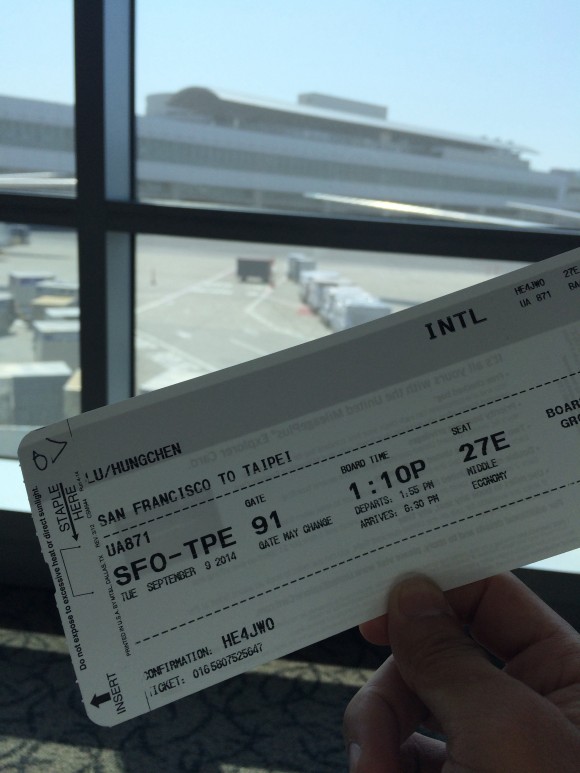 INTL
HE4JWO 27E
UA 871
LU/HUNGCHEN
SAN FRANCISCO TO TAIPEI
UA871
GATE BOARD TIME SEAT
SFO-TPE 91 1:10P 27E
TUE SEPTEMBER 9 2014 GATE MAY CHANGE DEPARTS: 1:55 PM MIDDLE
ARRIVES: 6:30 PM ECONOMY
CONFIRMATION: HE4JWO
TICKET: 0165807525647
STAPLE HERE
Do not expose to excessive heat or direct sunlight.
INSERT